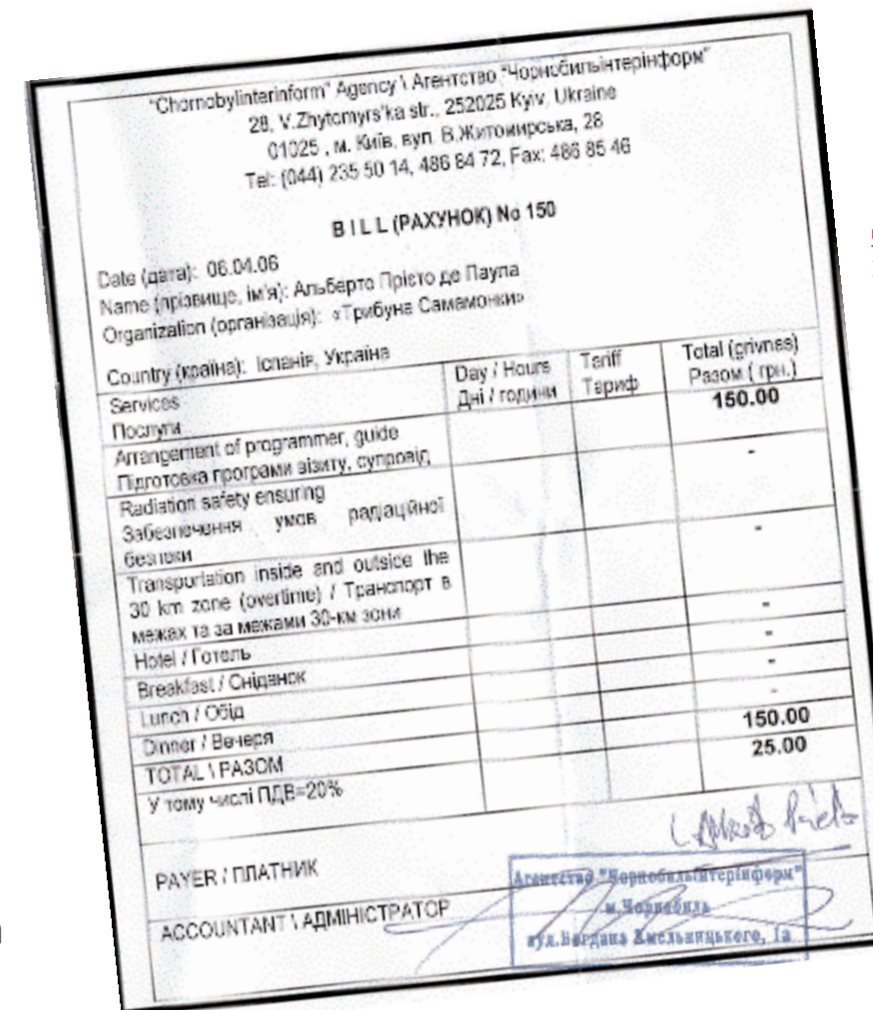 "Chornobylinterinform" Agency \ Агентство "Чорнобильінтерінформ"
28, V.Zhytomyrs'ka str., 252025 Kyiv, Ukraine
01025 , м. Київ, вул. В.Житомирська, 28
Tel: (044) 235 50 14, 486 84 72, Fax: 486 85 46
BILL (РАХУНОК) No 150
Date (дата): 06.04.06
Name (прізвище, ім'я): Альберто Прієто де Паула
Organization (організація): «Трибуна Самамонки»
Country (країна): Іспанія, Україна
Services
Послуги
Day / Hours
Дні / години
Tariff
Тариф
Total (grivnas)
Разом ( грн.)
Arrangement of programmer, guide
Підготовка програми візиту, супровід
150.00
Radiation safety ensuring
Забезпечення умов радіаційної
безпеки
-
Transportation inside and outside the
30 km zone (overtime) / Транспорт в
межах та за межами 30-км зони
-
Hotel / Готель
-
Breakfast / Сніданок
-
Lunch / Обід
-
Dinner / Вечеря
-
TOTAL \ РАЗОМ
150.00
У тому числі ПДВ=20%
25.00
PAYER / ПЛАТНИК
ACCOUNTANT \ АДМІНІСТРАТОР
Агентство "Чорнобильінтерінформ"
м.Чорнобиль
вул.Богдана Хмельницького, 1а